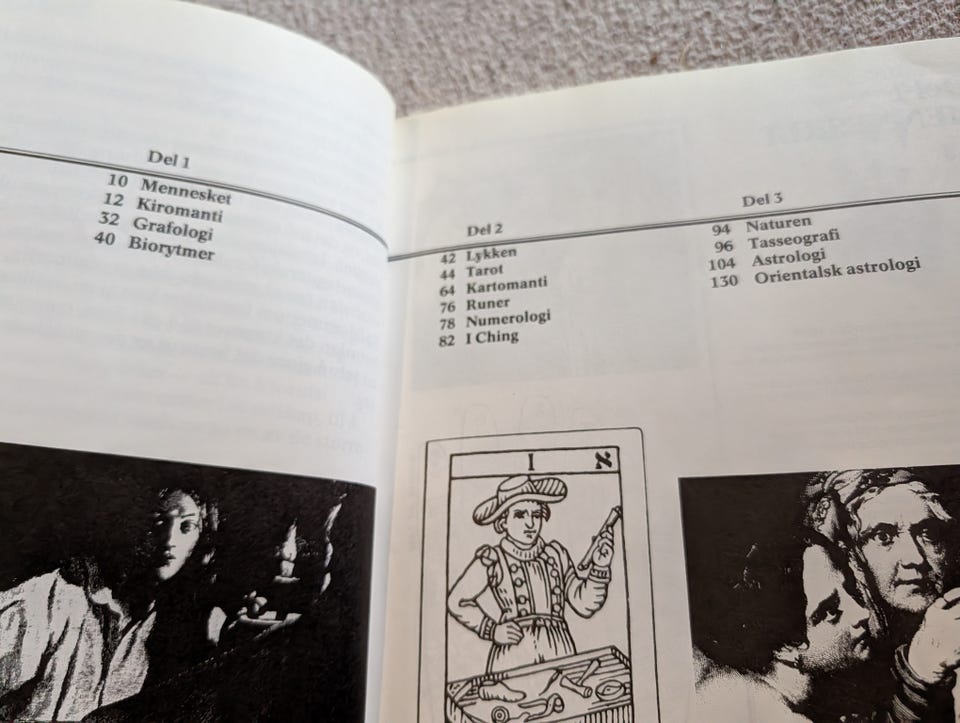 Del 1
10 Mennesket
12 Kiromanti
32 Grafologi
40 Biorytmer
Del 2
42 Lykken
44 Tarot
64 Kartomanti
76 Runer
78 Numerologi
82 I Ching
Del 3
94 Naturen
96 Tasseografi
104 Astrologi
130 Orientalsk astrologi
I א